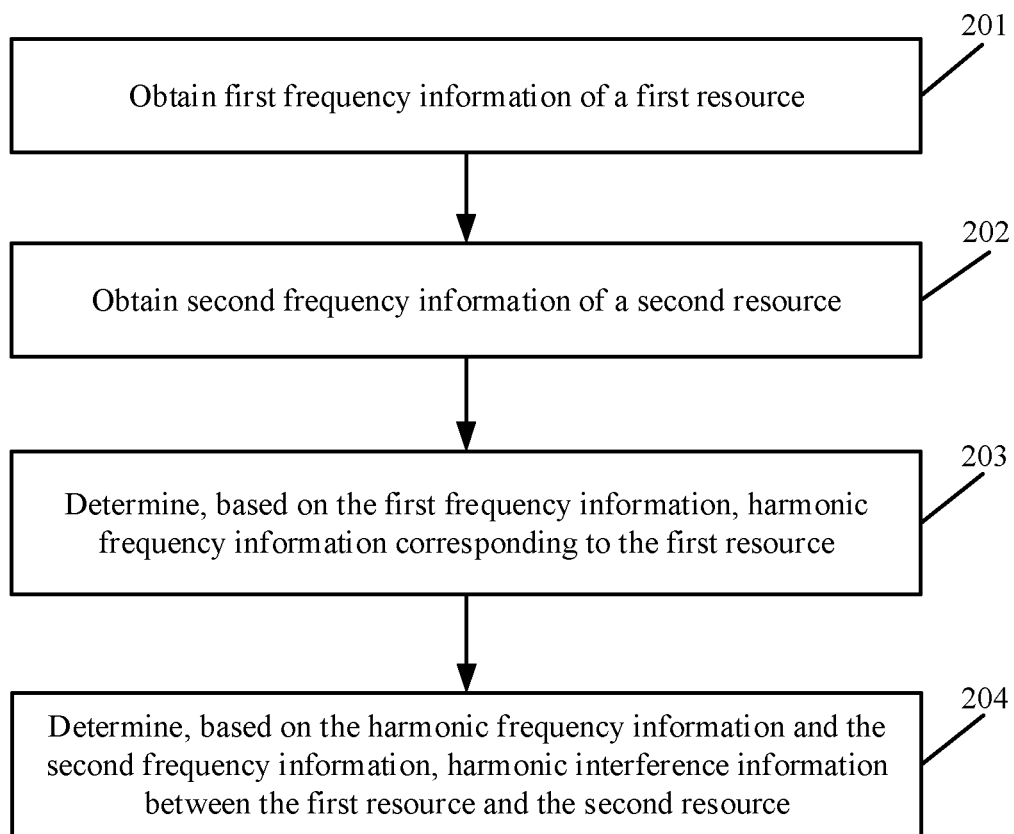 201
Obtain first frequency information of a first resource
202
Obtain second frequency information of a second resource
203
Determine, based on the first frequency information, harmonic
frequency information corresponding to the first resource
204
Determine, based on the harmonic frequency information and the
second frequency information, harmonic interference information
between the first resource and the second resource